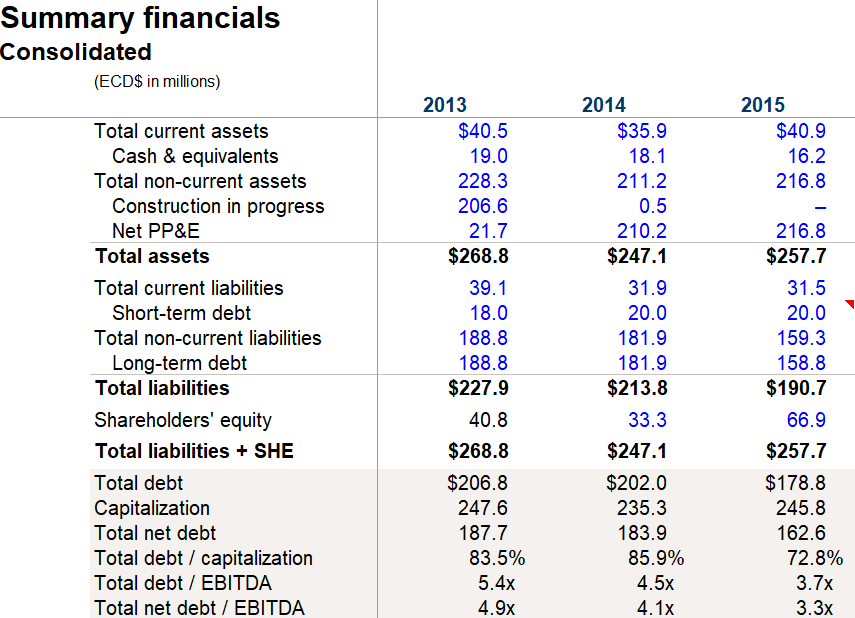 Summary financials
Consolidated
(ECD$ in millions)
2013 2014 2015
Total current assets $40.5 $35.9 $40.9
Cash & equivalents 19.0 18.1 16.2
Total non-current assets 228.3 211.2 216.8
Construction in progress 206.6 0.5 –
Net PP&E 21.7 210.2 216.8
Total assets $268.8 $247.1 $257.7
Total current liabilities 39.1 31.9 31.5
Short-term debt 18.0 20.0 20.0
Total non-current liabilities 188.8 181.9 159.3
Long-term debt 188.8 181.9 158.8
Total liabilities $227.9 $213.8 $190.7
Shareholders' equity 40.8 33.3 66.9
Total liabilities + SHE $268.8 $247.1 $257.7
Total debt $206.8 $202.0 $178.8
Capitalization 247.6 235.3 245.8
Total net debt 187.7 183.9 162.6
Total debt / capitalization 83.5% 85.9% 72.8%
Total debt / EBITDA 5.4x 4.5x 3.7x
Total net debt / EBITDA 4.9x 4.1x 3.3x